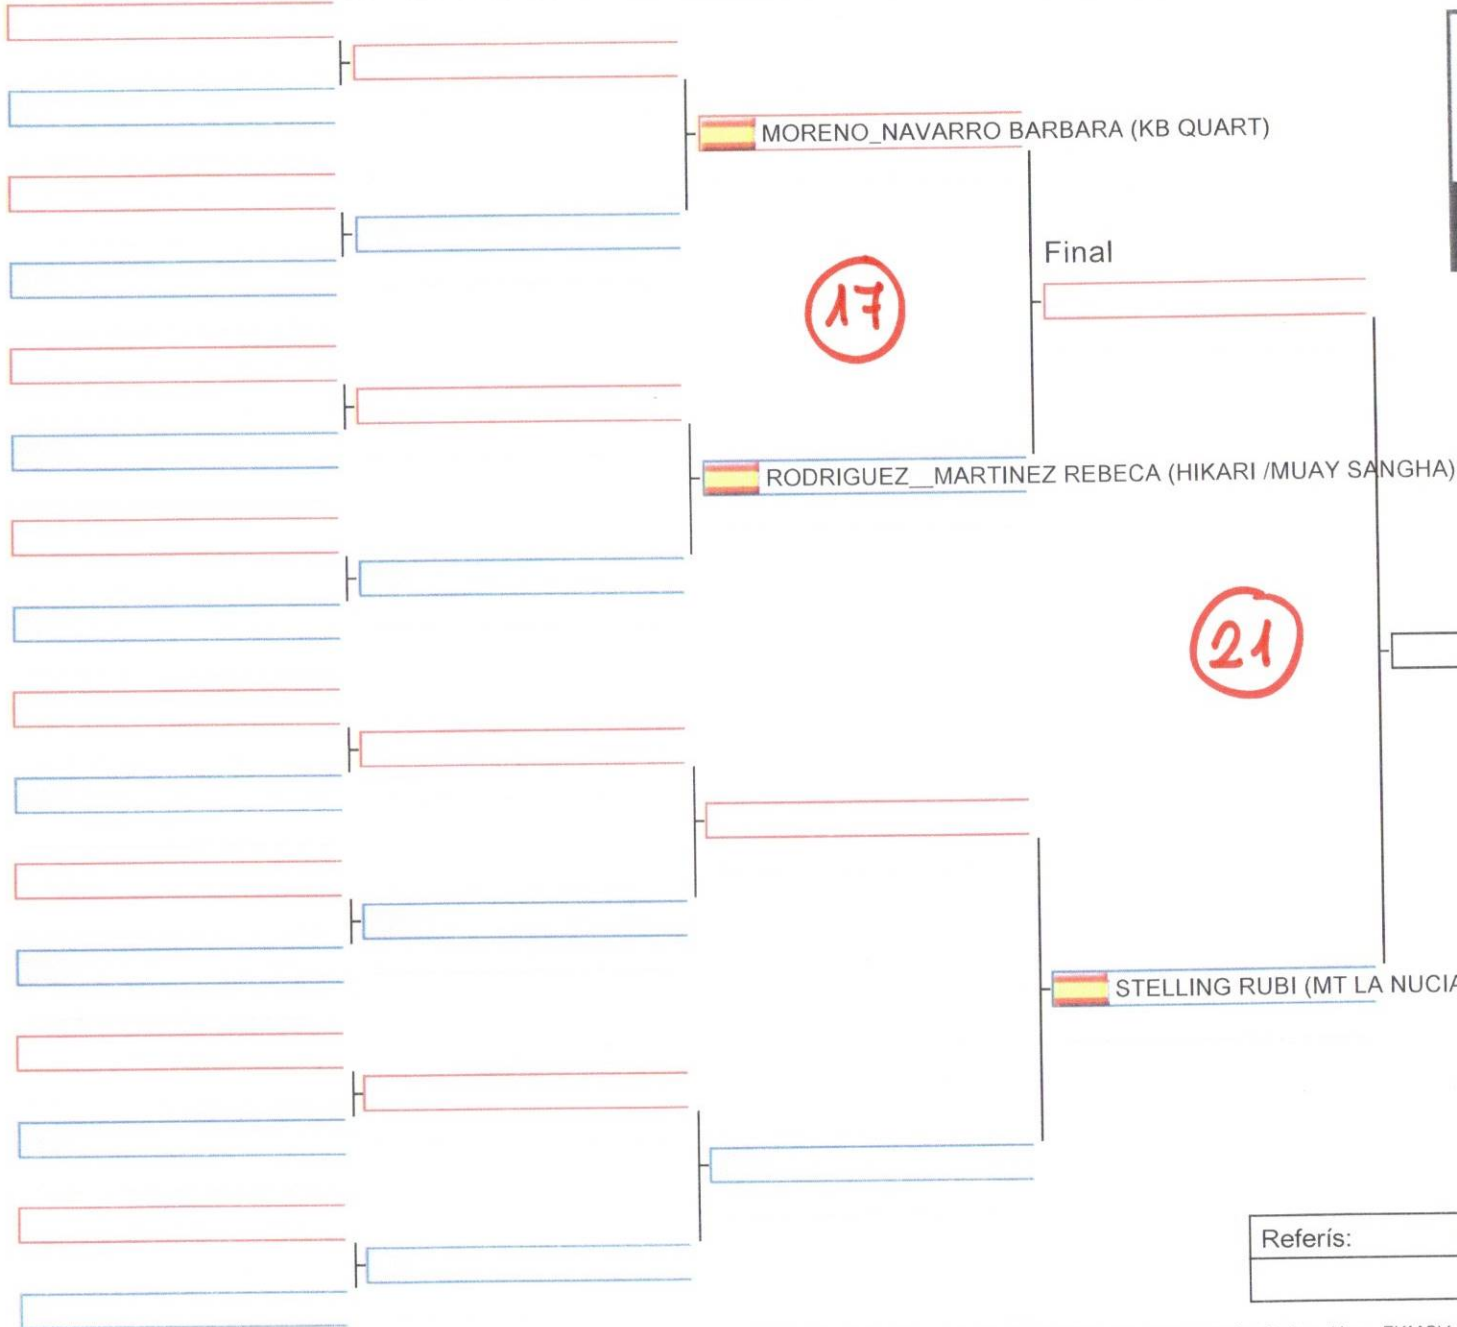 MORENO_NAVARRO BARBARA (KB QUART)
Final
17
RODRIGUEZ__MARTINEZ REBECA (HIKARI /MUAY SANGHA)
21
STELLING RUBI (MT LA NUCIA
Referís: